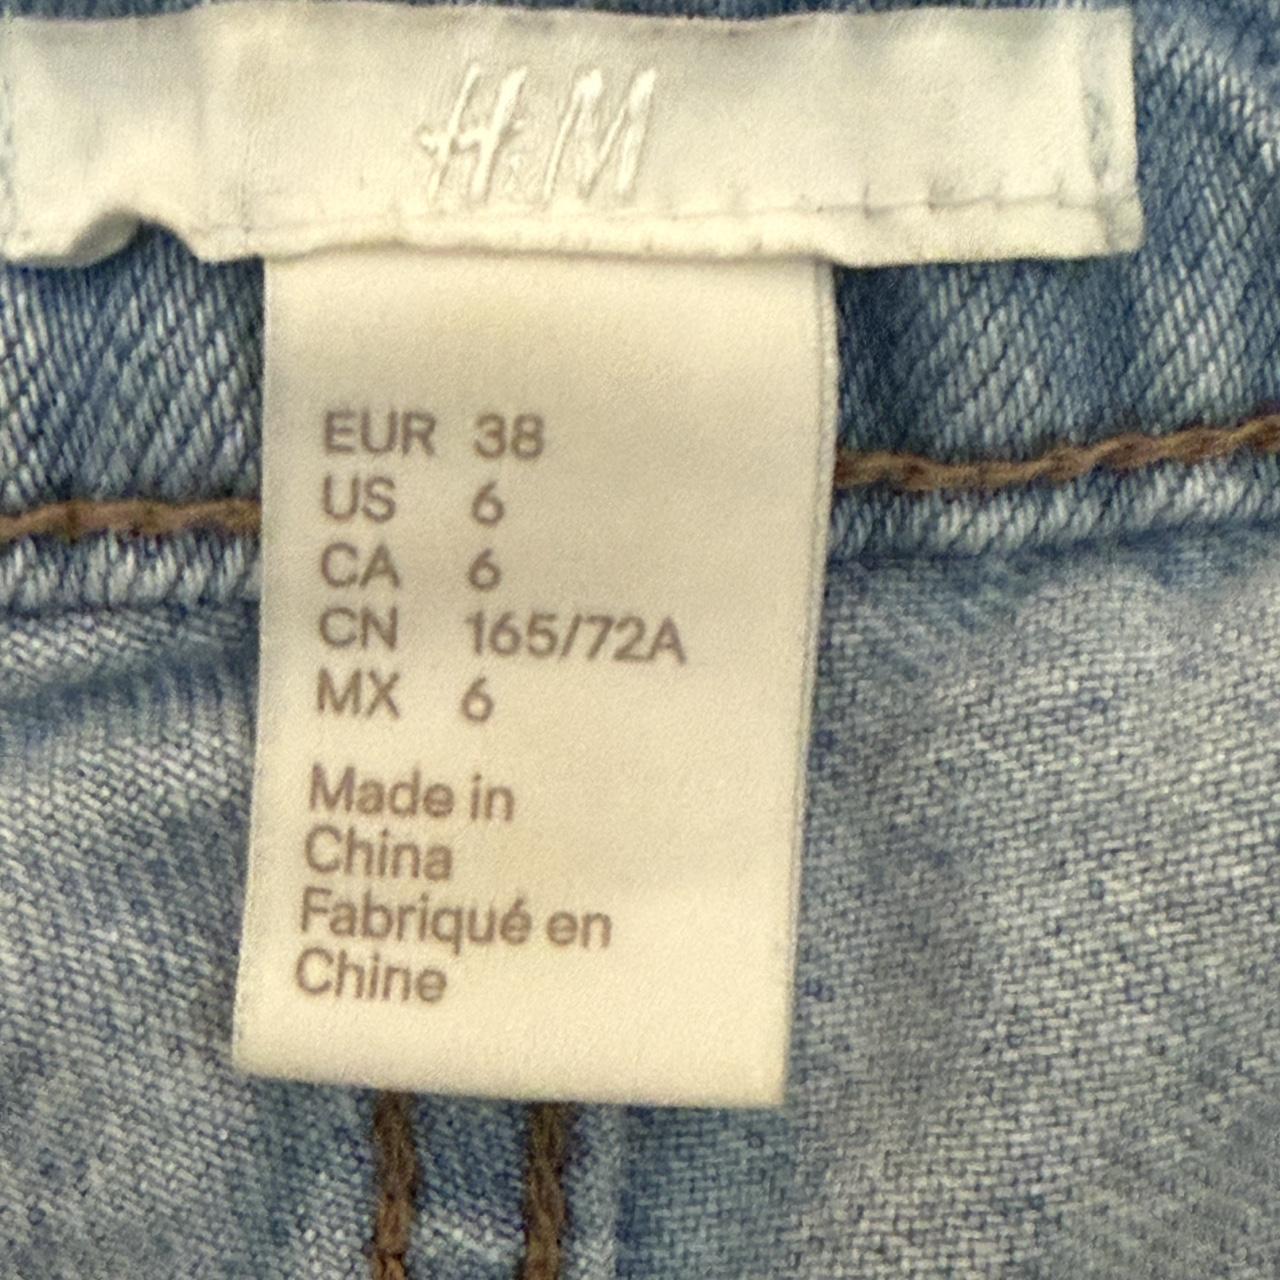 H&M
EUR 38
US 6
CA 6
CN 165/72A
MX 6
Made in
China
Fabriqué en
Chine